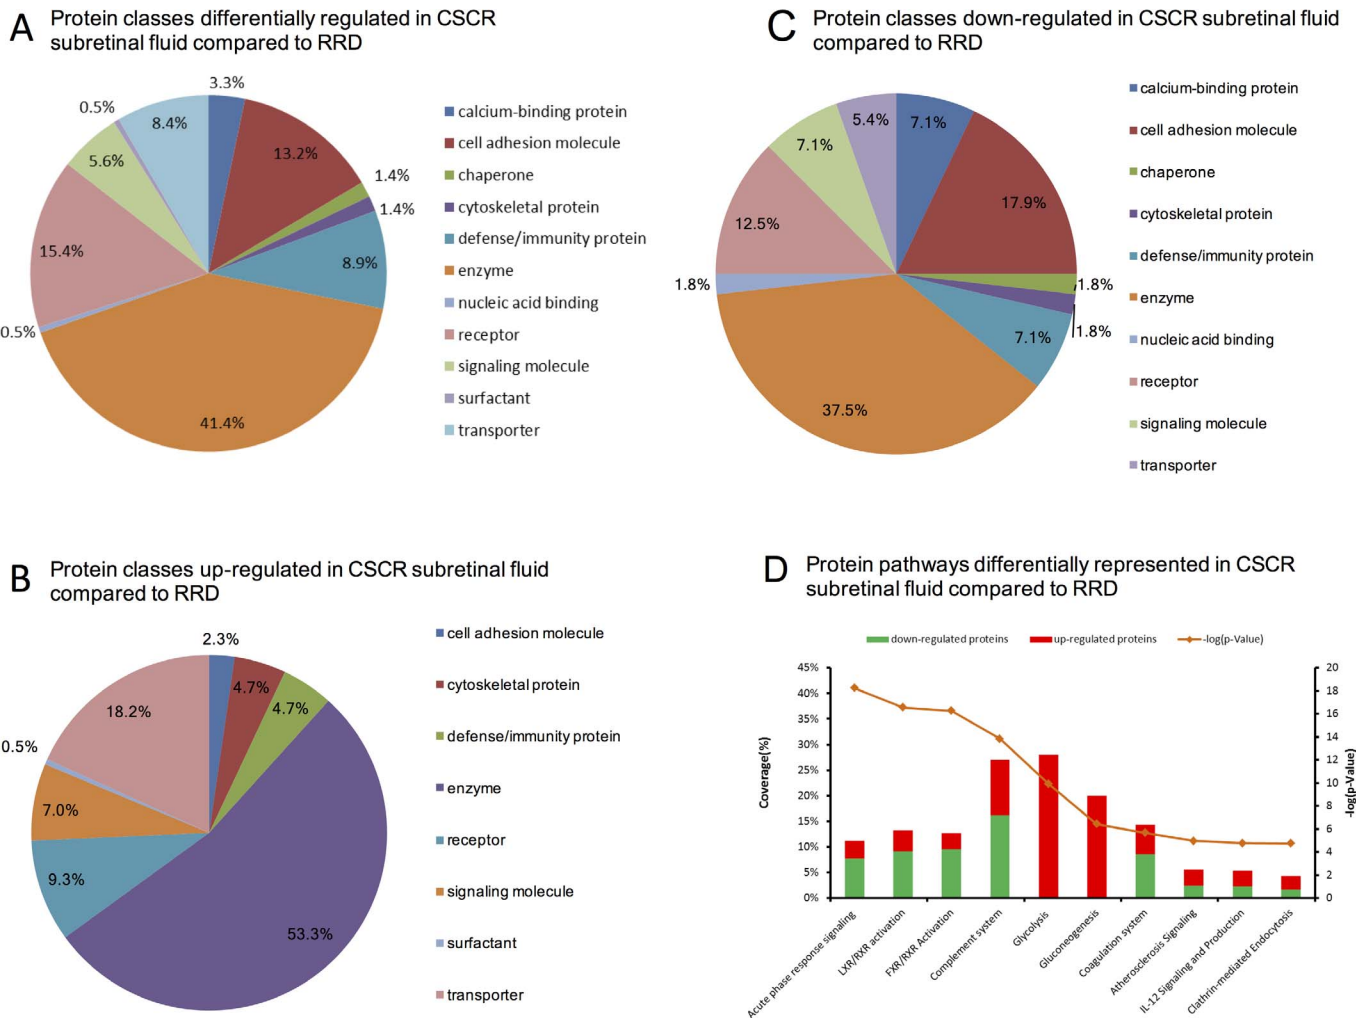 A
Protein classes differentially regulated in CSCR
subretinal fluid compared to RRD
3.3%
13.2%
1.4%
1.4%
8.9%
41.4%
0.5%
15.4%
5.6%
0.5%
8.4%
calcium-binding protein
cell adhesion molecule
chaperone
cytoskeletal protein
defense/immunity protein
enzyme
nucleic acid binding
receptor
signaling molecule
surfactant
transporter
C
Protein classes down-regulated in CSCR subretinal fluid
compared to RRD
7.1%
17.9%
1.8%
1.8%
7.1%
37.5%
1.8%
12.5%
7.1%
5.4%
calcium-binding protein
cell adhesion molecule
chaperone
cytoskeletal protein
defense/immunity protein
enzyme
nucleic acid binding
receptor
signaling molecule
transporter
B
Protein classes up-regulated in CSCR subretinal fluid
compared to RRD
2.3%
4.7%
4.7%
53.3%
9.3%
7.0%
0.5%
18.2%
cell adhesion molecule
cytoskeletal protein
defense/immunity protein
enzyme
receptor
signaling molecule
surfactant
transporter
D
Protein pathways differentially represented in CSCR
subretinal fluid compared to RRD
down-regulated proteins
up-regulated proteins
-log(p-Value)
Coverage(%)
45%
40%
35%
30%
25%
20%
15%
10%
5%
0%
20
18
16
14
12
10
8
6
4
2
0
-log(p-Value)
Acute phase response signaling
LXR/RXR activation
FXR/RXR Activation
Complement system
Glycolysis
Gluconeogenesis
Coagulation system
Atherosclerosis Signaling
IL-12 Signaling and Production
Clathrin-mediated Endocytosis